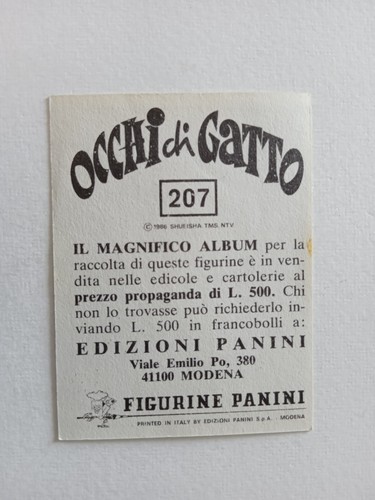 OCCHI di GATTO
207
© 1986 SHUEISHA TMS NTV
IL MAGNIFICO ALBUM per la
raccolta di queste figurine è in ven-
dita nelle edicole e cartolerie al
prezzo propaganda di L. 500. Chi
non lo trovasse può richiederlo in-
viando L. 500 in francobolli a:
EDIZIONI PANINI
Viale Emilio Po, 380
41100 MODENA
FIGURINE PANINI
PRINTED IN ITALY BY EDIZIONI PANINI S.p.A. - MODENA